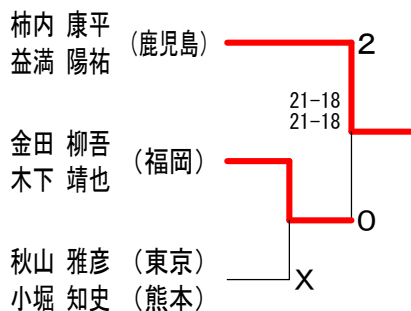 柿内 康平
益満 陽祐
(鹿児島)
2
21-18
21-18
金田 柳吾
木下 靖也
(福岡)
0
秋山 雅彦 (東京)
小堀 知史 (熊本)
X